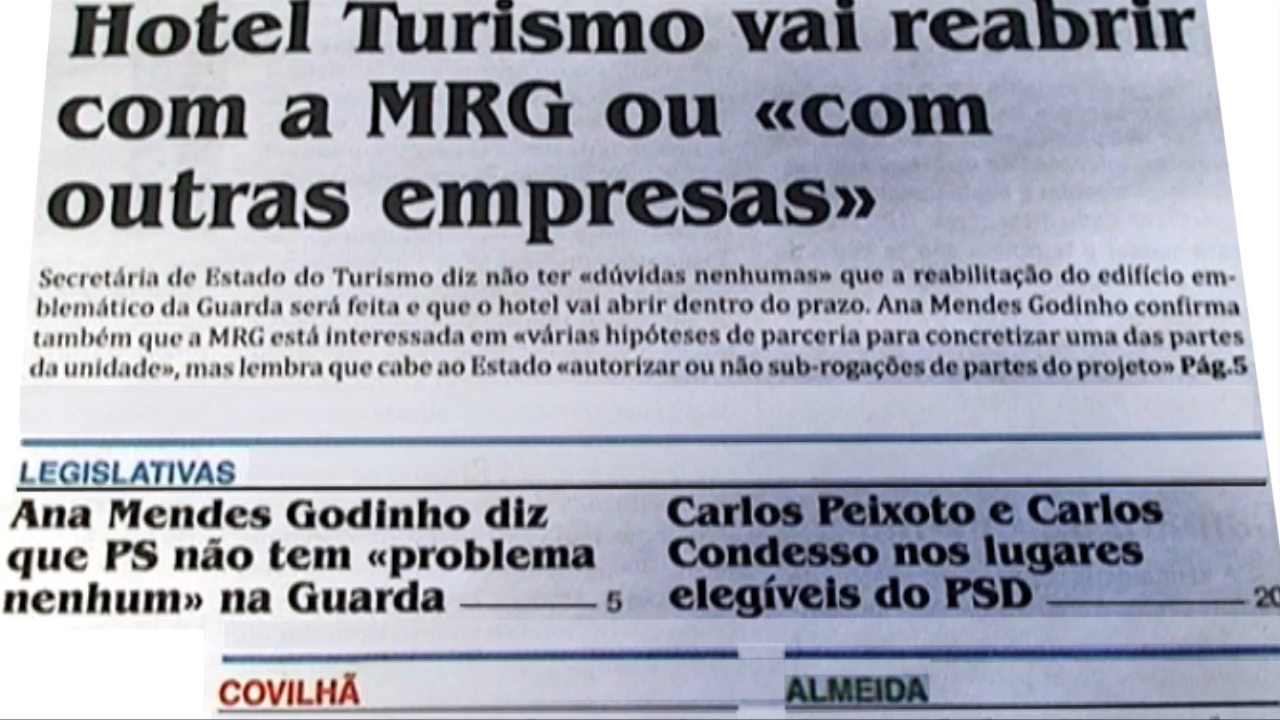 Hotel Turismo vai reabrir
com a MRG ou «com
outras empresas»
Secretária de Estado do Turismo diz não ter «dúvidas nenhumas» que a reabilitação do edifício em-
blemático da Guarda será feita e que o hotel vai abrir dentro do prazo. Ana Mendes Godinho confirma
também que a MRG está interessada em «várias hipóteses de parceria para concretizar uma das partes
da unidade», mas lembra que cabe ao Estado «autorizar ou não sub-rogações de partes do projeto» Pág.5
LEGISLATIVAS
Ana Mendes Godinho diz
que PS não tem «problema
nenhum» na Guarda 5
Carlos Peixoto e Carlos
Condesso nos lugares
elegíveis do PSD 20
COVILHÃ
ALMEIDA